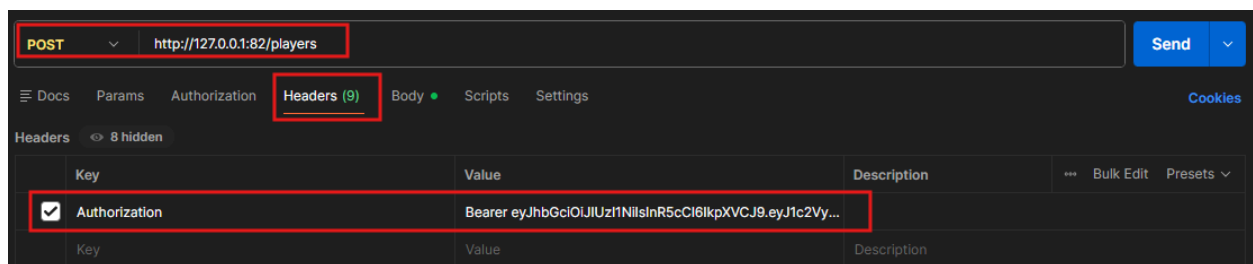 POST http://127.0.0.1:82/players Send
Docs Params Authorization Headers (9) Body Scripts Settings Cookies
Headers 8 hidden
Key Value Description Bulk Edit Presets
Authorization Bearer eyJhbGciOiJIUzI1NiIsInR5cCI6IkpXVCJ9.eyJ1c2Vy...
Key Value Description